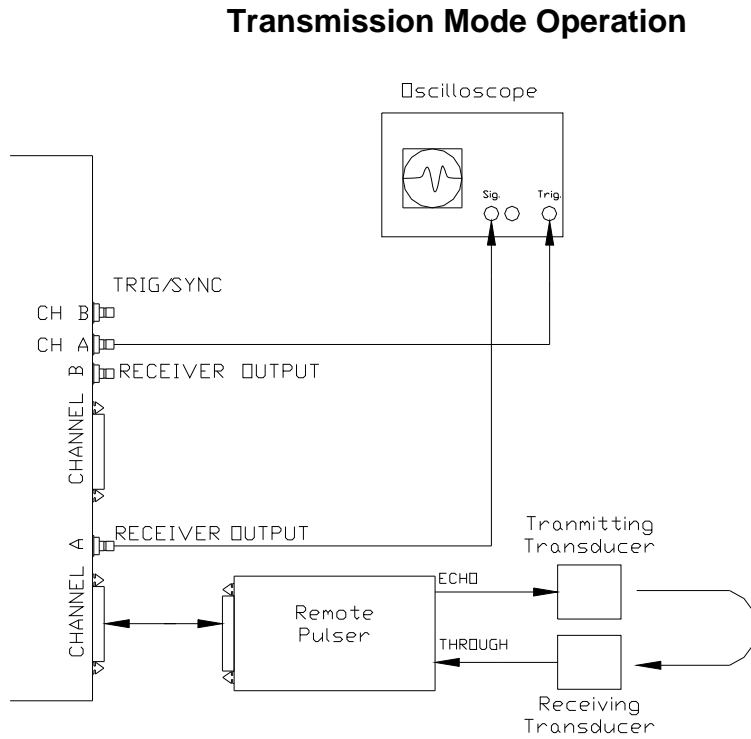 Transmission Mode Operation
Oscilloscope
Sig.
Trig.
TRIG/SYNC
CH B
CH A
B
RECEIVER OUTPUT
CHANNEL
A
RECEIVER OUTPUT
CHANNEL
Remote
Pulser
ECHO
THROUGH
Tranmitting
Transducer
Receiving
Transducer